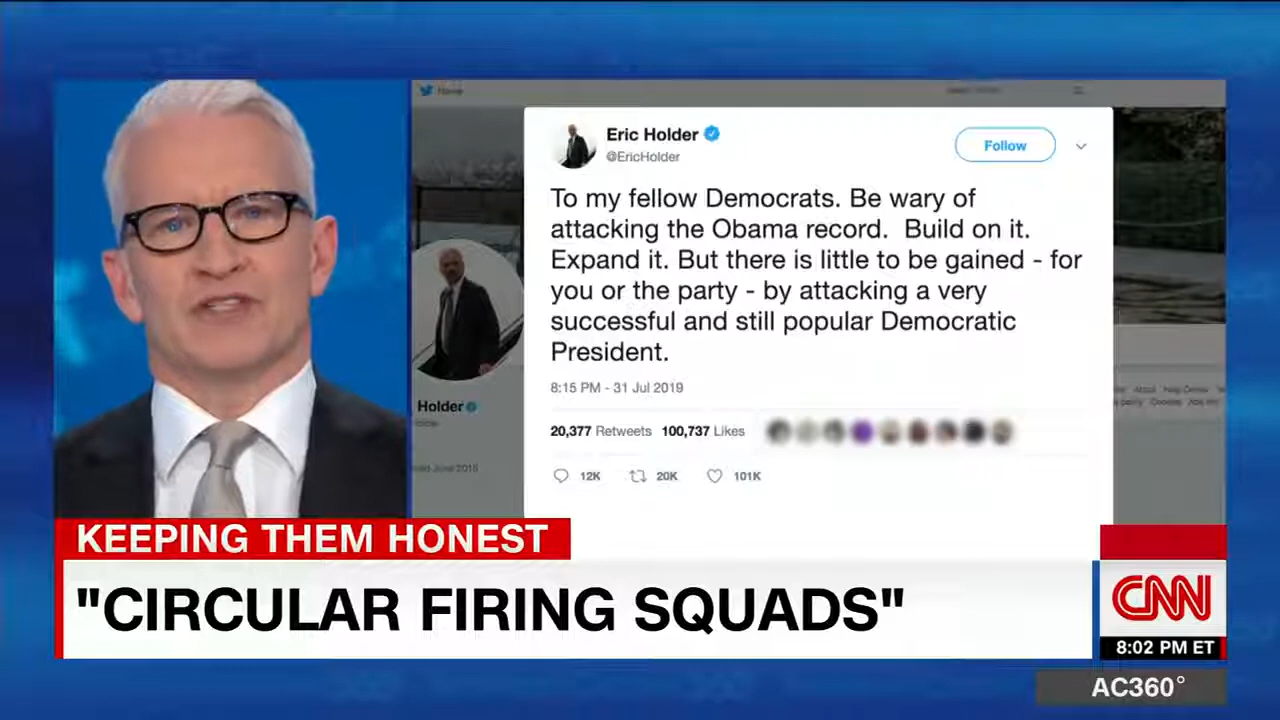 Home
Eric Holder
@EricHolder
Follow
To my fellow Democrats. Be wary of
attacking the Obama record. Build on it.
Expand it. But there is little to be gained - for
you or the party - by attacking a very
successful and still popular Democratic
President.
8:15 PM - 31 Jul 2019
20,377 Retweets 100,737 Likes
12K 20K 101K
Holder
KEEPING THEM HONEST
"CIRCULAR FIRING SQUADS"
CNN
8:02 PM ET
AC360°